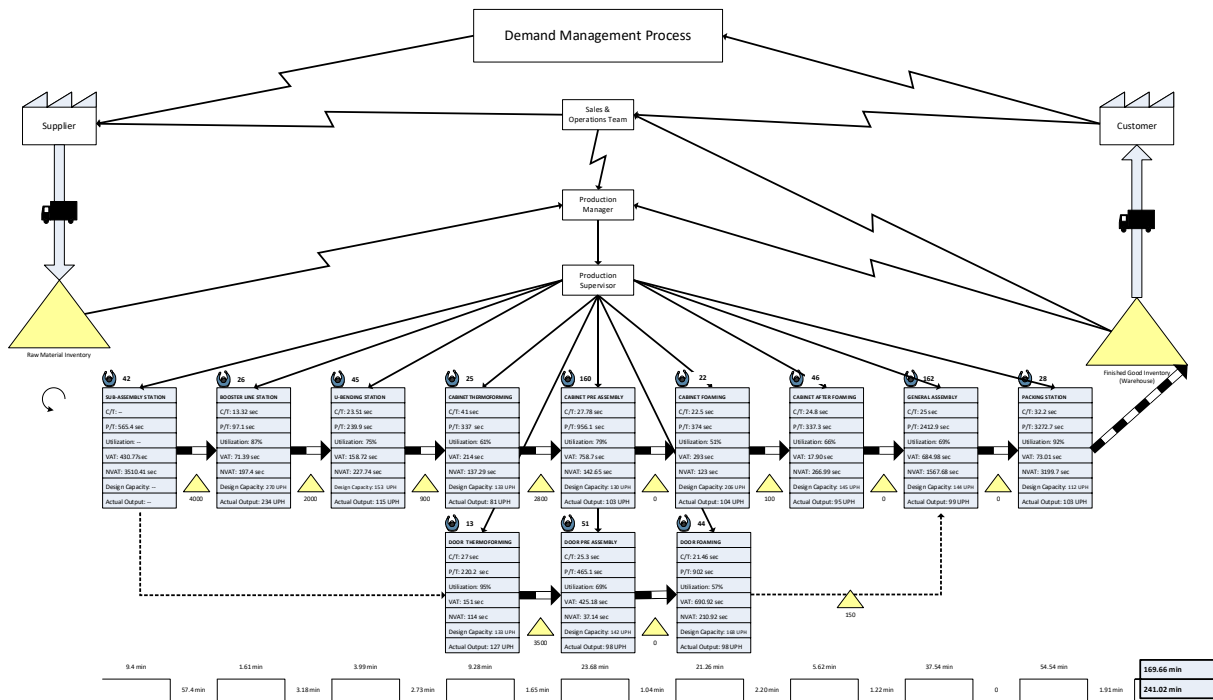 Demand Management Process
Sales &
Operations Team
Supplier
Customer
Production
Manager
Production
Supervisor
Raw Material Inventory
Finished Good Inventory
(Warehouse)
42
SUB-ASSEMBLY STATION
C/T: --
P/T: 565.4 sec
Utilization: --
VAT: 430.77sec
NVAT: 3510.41 sec
Design Capacity: --
Actual Output: --
4000
26
BOOSTER LINE STATION
C/T: 13.32 sec
P/T: 97.1 sec
Utilization: 87%
VAT: 71.39 sec
NVAT: 197.4 sec
Design Capacity: 270 UPH
Actual Output: 234 UPH
2000
45
U-BENDING STATION
C/T: 23.51 sec
P/T: 239.9 sec
Utilization: 75%
VAT: 158.72 sec
NVAT: 227.74 sec
Design Capacity: 153 UPH
Actual Output: 115 UPH
900
25
CABINET THERMOFORMING
C/T: 41 sec
P/T: 337 sec
Utilization: 61%
VAT: 214 sec
NVAT: 137.29 sec
Design Capacity: 133 UPH
Actual Output: 81 UPH
2800
160
CABINET PRE ASSEMBLY
C/T: 27.78 sec
P/T: 956.1 sec
Utilization: 79%
VAT: 758.7 sec
NVAT: 142.65 sec
Design Capacity: 130 UPH
Actual Output: 103 UPH
0
22
CABINET FOAMING
C/T: 22.5 sec
P/T: 374 sec
Utilization: 51%
VAT: 293 sec
NVAT: 123 sec
Design Capacity: 206 UPH
Actual Output: 104 UPH
100
46
CABINET AFTER FOAMING
C/T: 24.8 sec
P/T: 337.3 sec
Utilization: 66%
VAT: 17.90 sec
NVAT: 266.99 sec
Design Capacity: 145 UPH
Actual Output: 95 UPH
0
162
GENERAL ASSEMBLY
C/T: 25 sec
P/T: 2412.9 sec
Utilization: 69%
VAT: 684.98 sec
NVAT: 1567.68 sec
Design Capacity: 144 UPH
Actual Output: 99 UPH
0
28
PACKING STATION
C/T: 32.2 sec
P/T: 3272.7 sec
Utilization: 92%
VAT: 73.01 sec
NVAT: 3199.7 sec
Design Capacity: 112 UPH
Actual Output: 103 UPH
13
DOOR THERMOFORMING
C/T: 27 sec
P/T: 220.2 sec
Utilization: 95%
VAT: 151 sec
NVAT: 114 sec
Design Capacity: 133 UPH
Actual Output: 127 UPH
3500
51
DOOR PRE ASSEMBLY
C/T: 25.3 sec
P/T: 465.1 sec
Utilization: 69%
VAT: 425.18 sec
NVAT: 37.14 sec
Design Capacity: 142 UPH
Actual Output: 98 UPH
0
44
DOOR FOAMING
C/T: 21.46 sec
P/T: 902 sec
Utilization: 57%
VAT: 690.92 sec
NVAT: 210.92 sec
Design Capacity: 168 UPH
Actual Output: 98 UPH
150
9.4 min
1.61 min
3.99 min
9.28 min
23.68 min
21.26 min
5.62 min
37.54 min
54.54 min
169.66 min
57.4 min
3.18 min
2.73 min
1.65 min
1.04 min
2.20 min
1.22 min
0
1.91 min
241.02 min